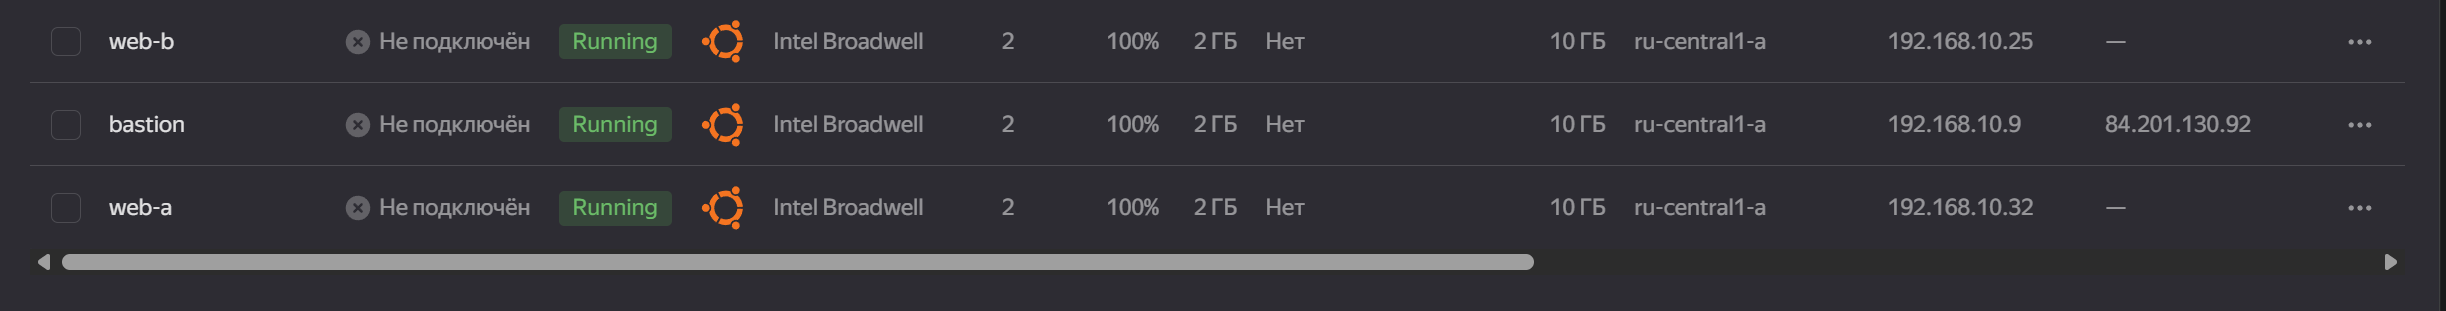 web-b Не подключён Running Intel Broadwell 2 100% 2 ГБ Нет 10 ГБ ru-central1-a 192.168.10.25 —
bastion Не подключён Running Intel Broadwell 2 100% 2 ГБ Нет 10 ГБ ru-central1-a 192.168.10.9 84.201.130.92
web-a Не подключён Running Intel Broadwell 2 100% 2 ГБ Нет 10 ГБ ru-central1-a 192.168.10.32 —